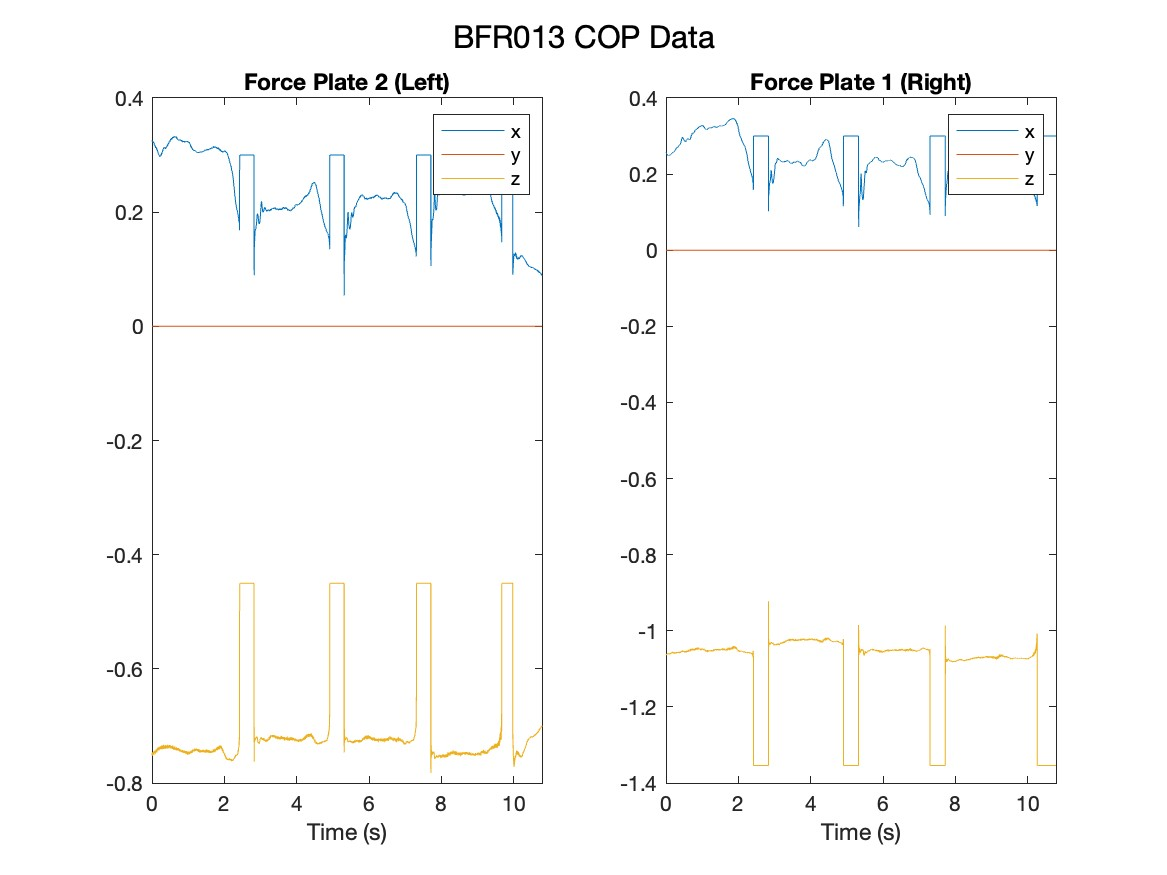 BFR013 COP Data
Force Plate 2 (Left)
0.4
0.2
0
-0.2
-0.4
-0.6
-0.8
0
2
4
6
8
10
Time (s)
x
y
z
Force Plate 1 (Right)
0.4
0.2
0
-0.2
-0.4
-0.6
-0.8
-1
-1.2
-1.4
0
2
4
6
8
10
Time (s)
x
y
z